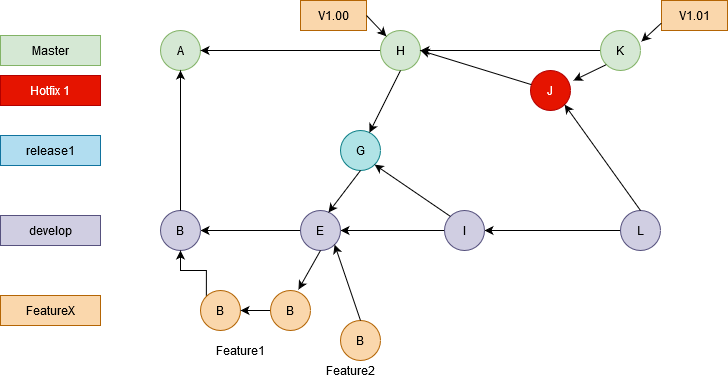 V1.00
V1.01
Master
A
H
K
Hotfix 1
J
release1
G
develop
B
E
I
L
FeatureX
B
B
B
Feature1
Feature2